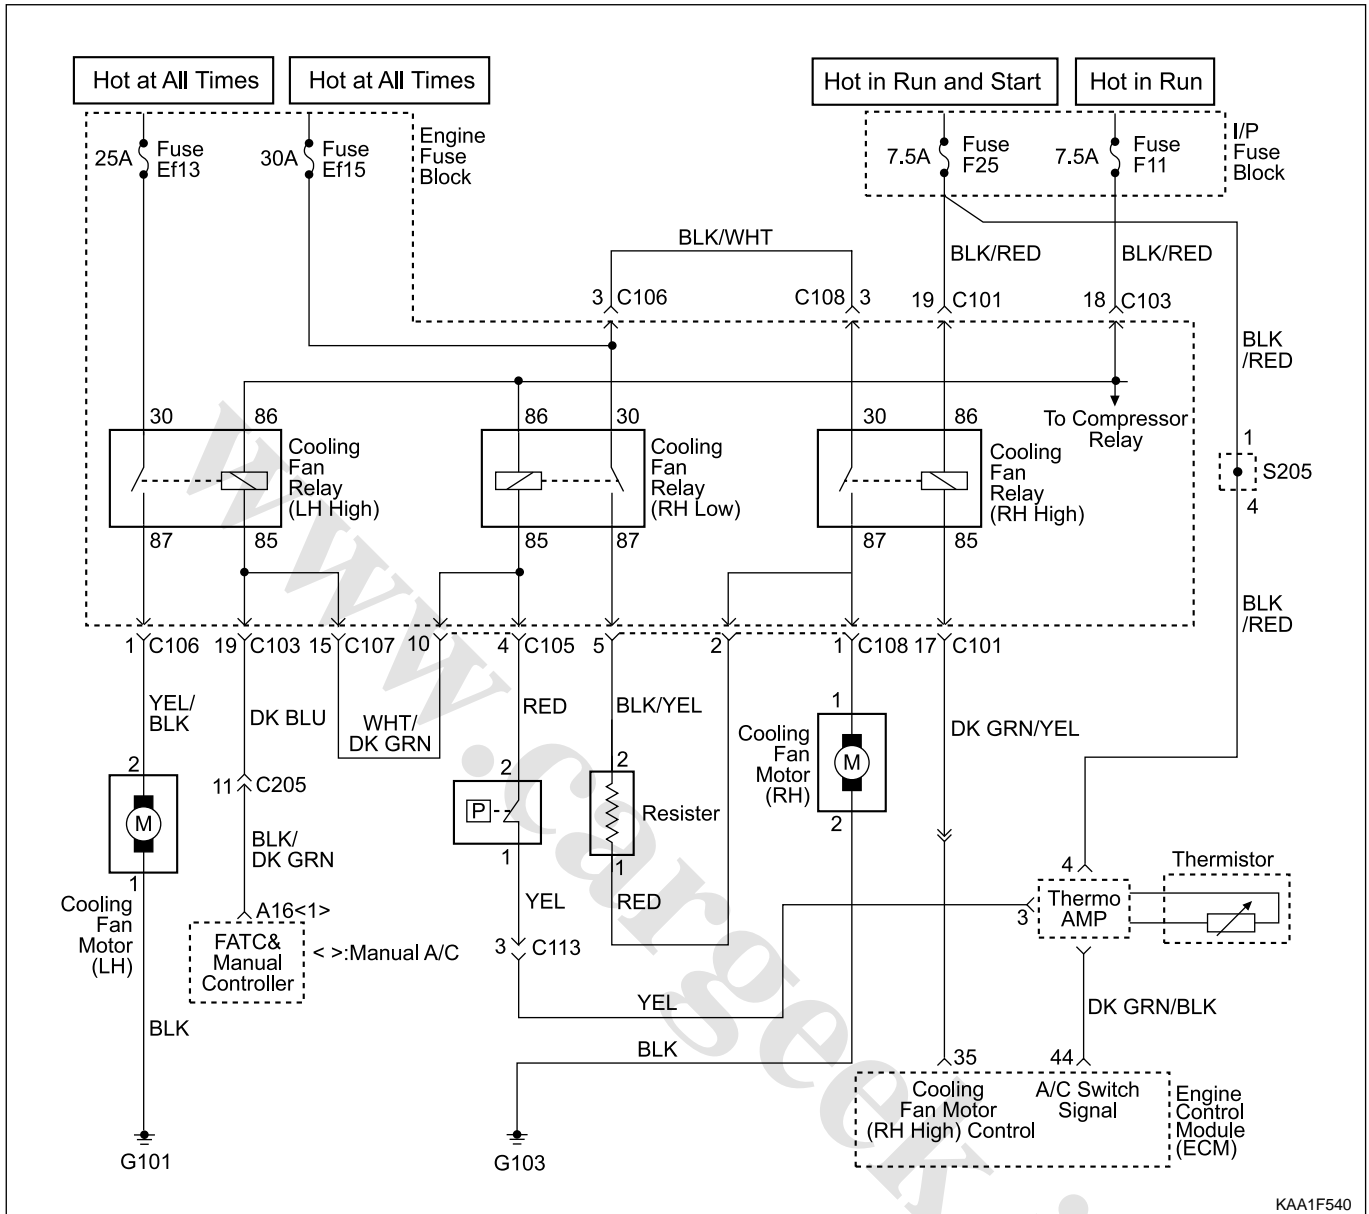 Hot at All Times
Hot at All Times
Hot in Run and Start
Hot in Run
25A
Fuse
Ef13
30A
Fuse
Ef15
Engine
Fuse
Block
7.5A
Fuse
F25
7.5A
Fuse
F11
I/P
Fuse
Block
BLK/WHT
BLK/RED
BLK/RED
3 C106
C108 3
19 C101
18 C103
BLK
/RED
To Compressor
Relay
30
86
86
30
30
86
Cooling
Fan
Relay
(LH High)
Cooling
Fan
Relay
(RH Low)
Cooling
Fan
Relay
(RH High)
1
S205
4
87
85
85
87
87
85
BLK
/RED
1 C106
19 C103
15 C107
10
4 C105
5
2
1 C108
17 C101
YEL/
BLK
DK BLU
WHT/
DK GRN
RED
BLK/YEL
1
Cooling
Fan
Motor
(RH)
M
2
DK GRN/YEL
2
M
1
11 C205
2
P
1
2
Resister
1
BLK/
DK GRN
YEL
RED
Cooling
Fan
Motor
(LH)
A16<1>
FATC&
Manual
Controller
< >:Manual A/C
3 C113
4
Thermistor
Thermo
AMP
3
YEL
DK GRN/BLK
BLK
BLK
35
44
Cooling
Fan Motor
(RH High) Control
A/C Switch
Signal
Engine
Control
Module
(ECM)
G101
G103
KAA1F540
www.cargeek.i